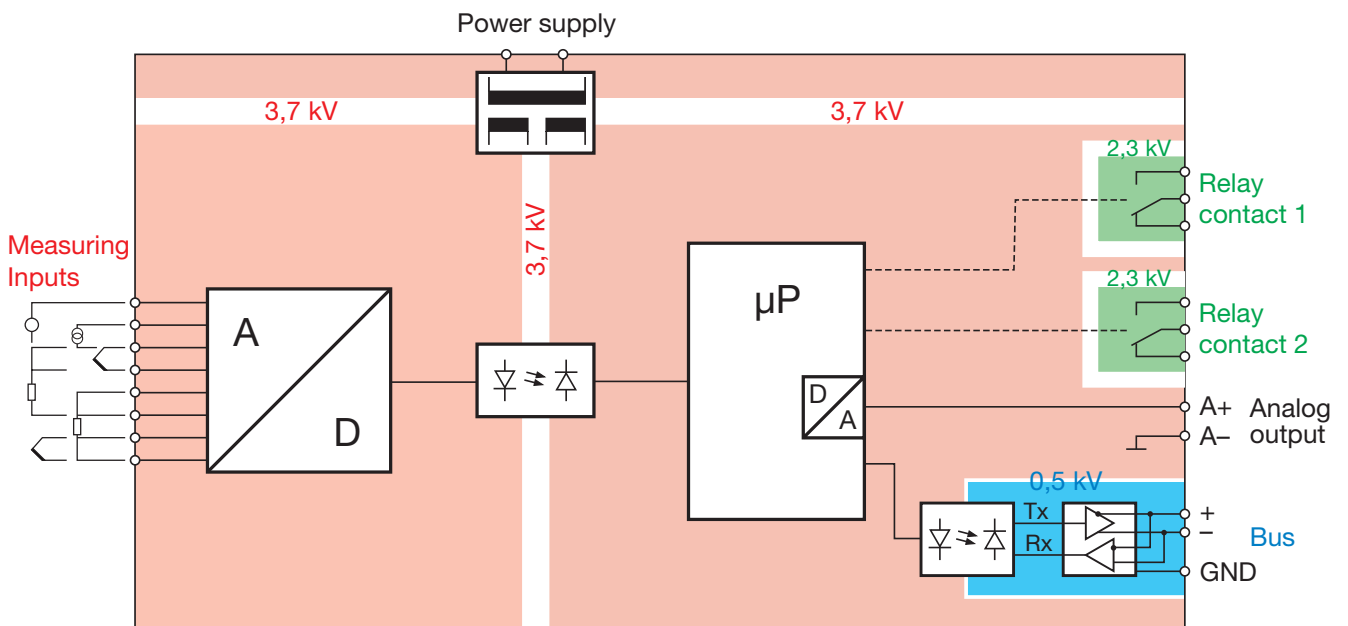 Power supply
3,7 kV
3,7 kV
2,3 kV
Relay
contact 1
3,7 kV
Measuring
Inputs
2,3 kV
Relay
contact 2
A
D
µP
D
A
A+
Analog
A–
output
0,5 kV
Tx
+
Rx
–
Bus
GND